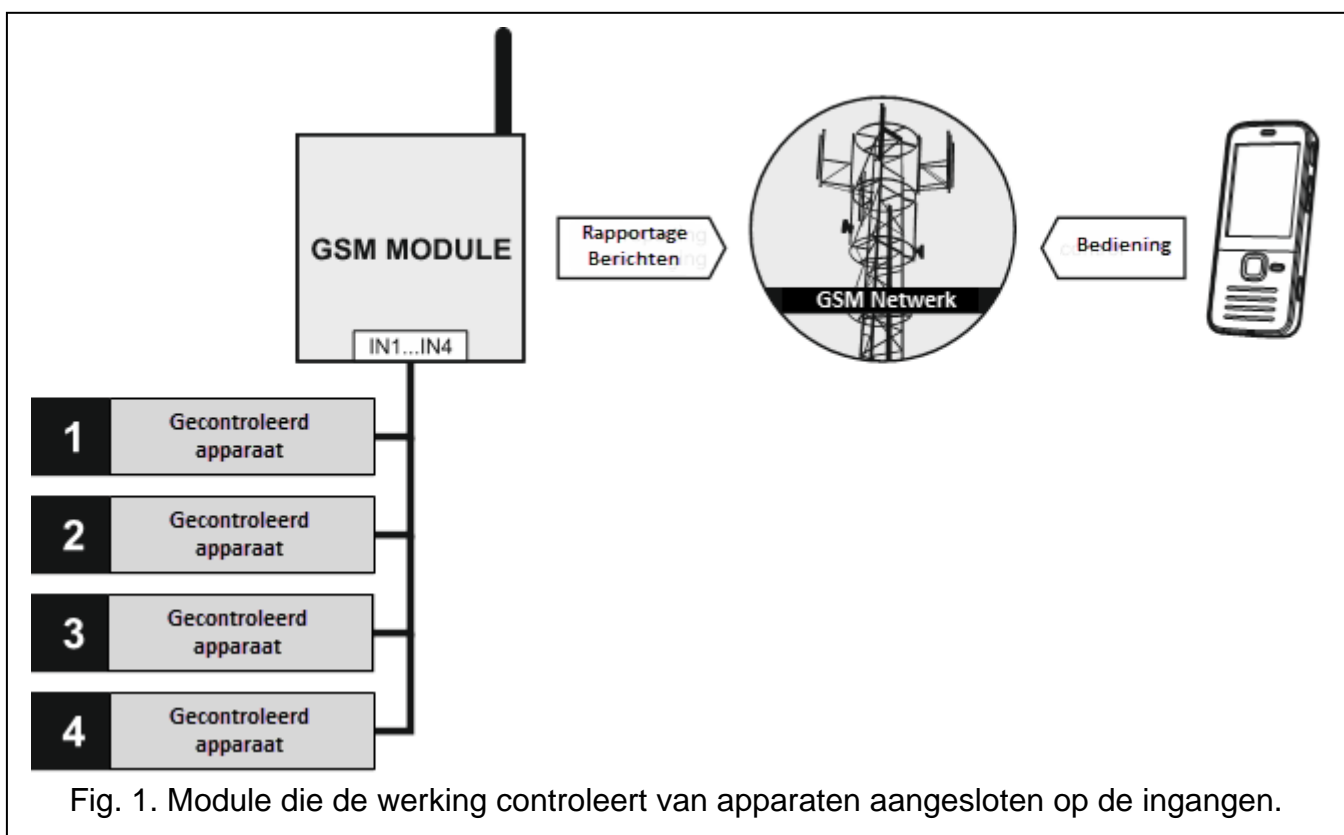 GSM MODULE
IN1...IN4
Rapportage
Berichten
GSM Netwerk
Bediening
1
Gecontroleerd
apparaat
2
Gecontroleerd
apparaat
3
Gecontroleerd
apparaat
4
Gecontroleerd
apparaat
Fig. 1. Module die de werking controleert van apparaten aangesloten op de ingangen.